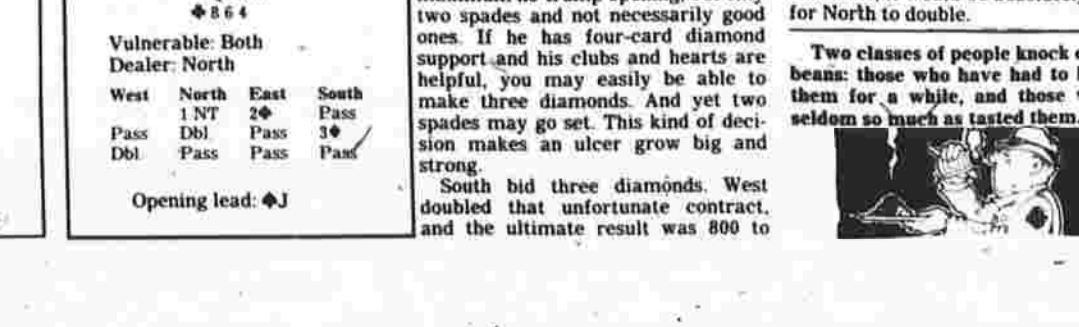 ♣ 8 6 4
Vulnerable: Both
Dealer: North
West North East South
1 NT 2♠ Pass
Pass Dbl Pass 3♦
Dbl Pass Pass Pass
Opening lead: ♠J
two spades and not necessarily good
ones. If he has four-card diamond
support and his clubs and hearts are
helpful, you may easily be able to
make three diamonds. And yet two
spades may go set. This kind of deci-
sion makes an ulcer grow big and
strong.
South bid three diamonds. West
doubled that unfortunate contract,
and the ultimate result was 800 to
for North to double.
Two classes of people knock
beans: those who have had to
them for a while, and those
seldom so much as tasted them.